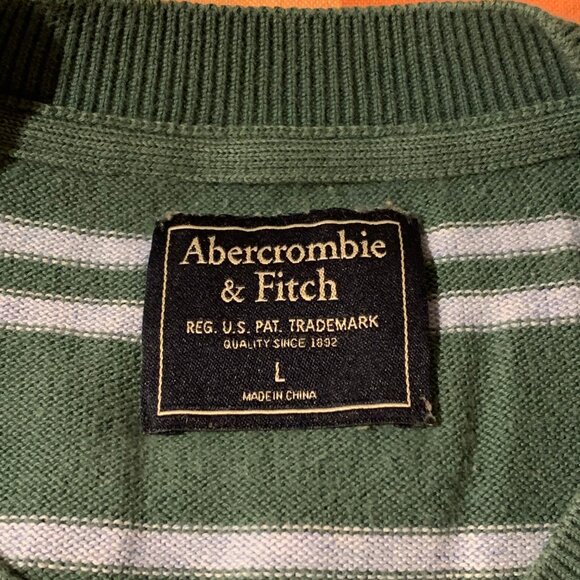 Abercrombie
& Fitch
REG. U.S. PAT. TRADEMARK
QUALITY SINCE 1892
L
MADE IN CHINA